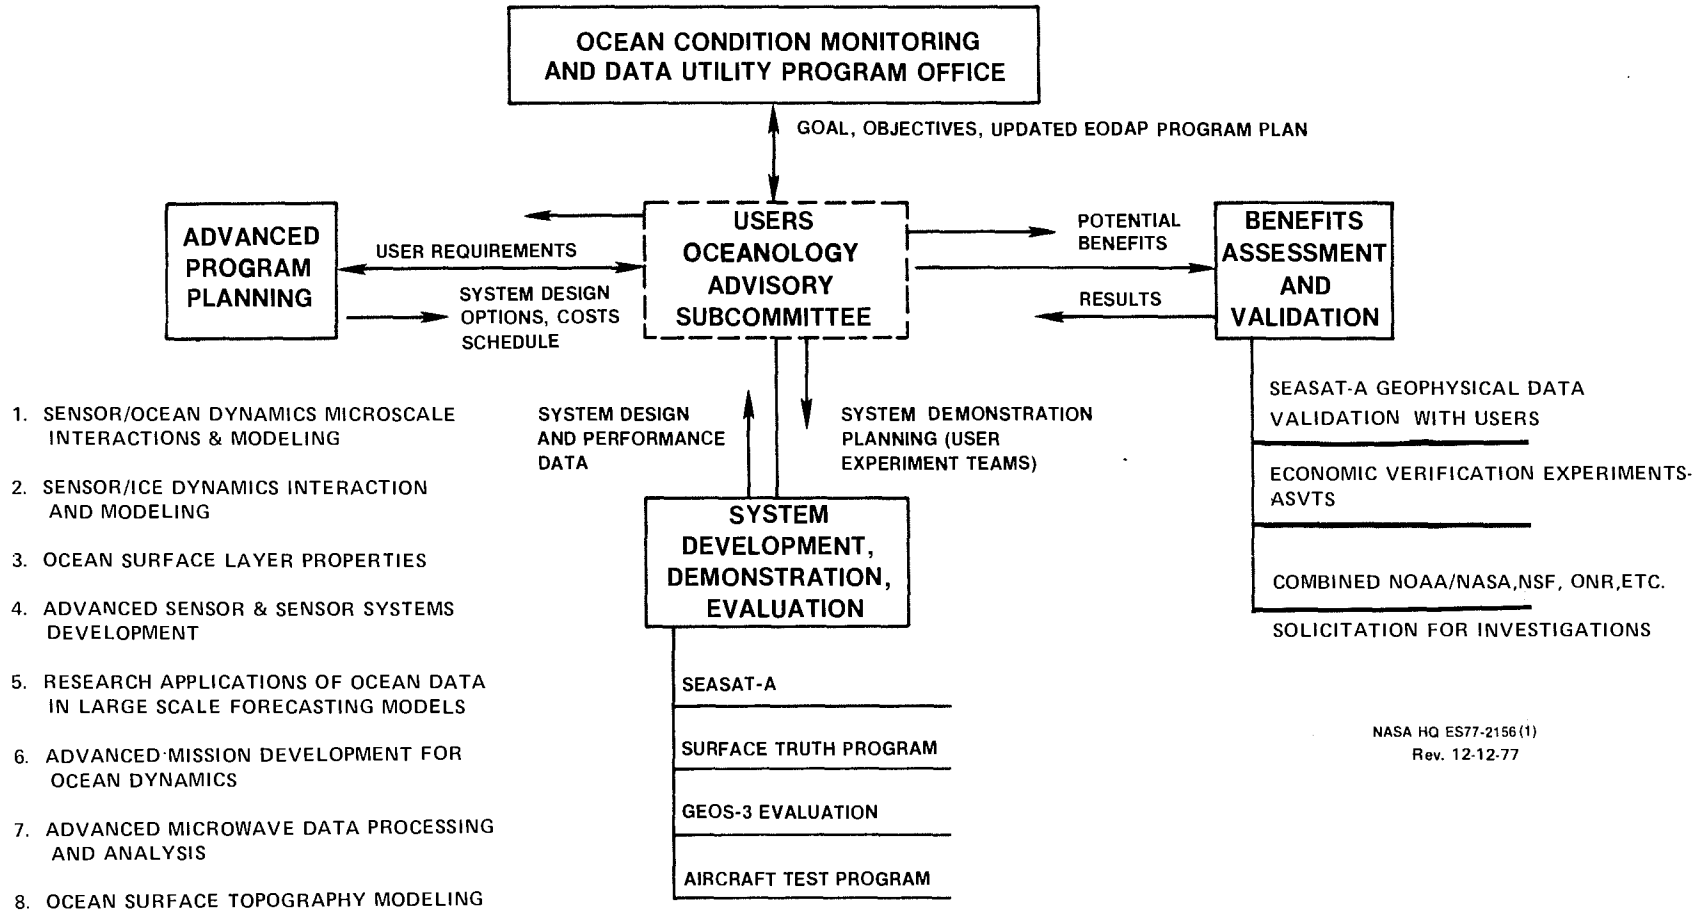 OCEAN CONDITION MONITORING
AND DATA UTILITY PROGRAM OFFICE
GOAL, OBJECTIVES, UPDATED EODAP PROGRAM PLAN
ADVANCED
PROGRAM
PLANNING
USER REQUIREMENTS
SYSTEM DESIGN
OPTIONS, COSTS
SCHEDULE
USERS
OCEANOLOGY
ADVISORY
SUBCOMMITTEE
POTENTIAL
BENEFITS
RESULTS
BENEFITS
ASSESSMENT
AND
VALIDATION
1. SENSOR/OCEAN DYNAMICS MICROSCALE
INTERACTIONS & MODELING
2. SENSOR/ICE DYNAMICS INTERACTION
AND MODELING
3. OCEAN SURFACE LAYER PROPERTIES
4. ADVANCED SENSOR & SENSOR SYSTEMS
DEVELOPMENT
5. RESEARCH APPLICATIONS OF OCEAN DATA
IN LARGE SCALE FORECASTING MODELS
6. ADVANCED MISSION DEVELOPMENT FOR
OCEAN DYNAMICS
7. ADVANCED MICROWAVE DATA PROCESSING
AND ANALYSIS
8. OCEAN SURFACE TOPOGRAPHY MODELING
SYSTEM DESIGN
AND PERFORMANCE
DATA
SYSTEM DEMONSTRATION
PLANNING (USER
EXPERIMENT TEAMS)
SYSTEM
DEVELOPMENT,
DEMONSTRATION,
EVALUATION
SEASAT-A
SURFACE TRUTH PROGRAM
GEOS-3 EVALUATION
AIRCRAFT TEST PROGRAM
SEASAT-A GEOPHYSICAL DATA
VALIDATION WITH USERS
ECONOMIC VERIFICATION EXPERIMENTS-
ASVTS
COMBINED NOAA/NASA,NSF, ONR,ETC.
SOLICITATION FOR INVESTIGATIONS
NASA HQ ES77-2156(1)
Rev. 12-12-77